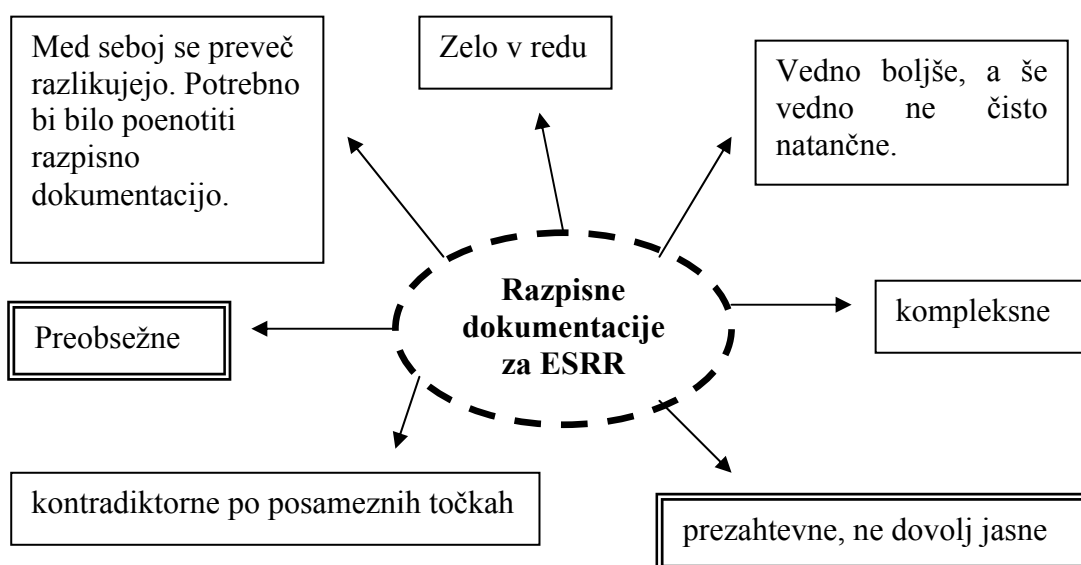 Med seboj se preveč
razlikujejo. Potrebno
bi bilo poenotiti
razpisno
dokumentacijo.
Zelo v redu
Vedno boljše, a še
vedno ne čisto
natančne.
Razpisne
dokumentacije
za ESRR
kompleksne
Preobsežne
kontradiktorne po posameznih točkah
prezahtevne, ne dovolj jasne